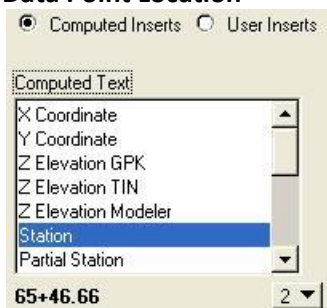 Data Point Location
Computed Inserts User Inserts
Computed Text
X Coordinate
Y Coordinate
Z Elevation GPK
Z Elevation TIN
Z Elevation Modeler
Station
Partial Station
65+46.66 2